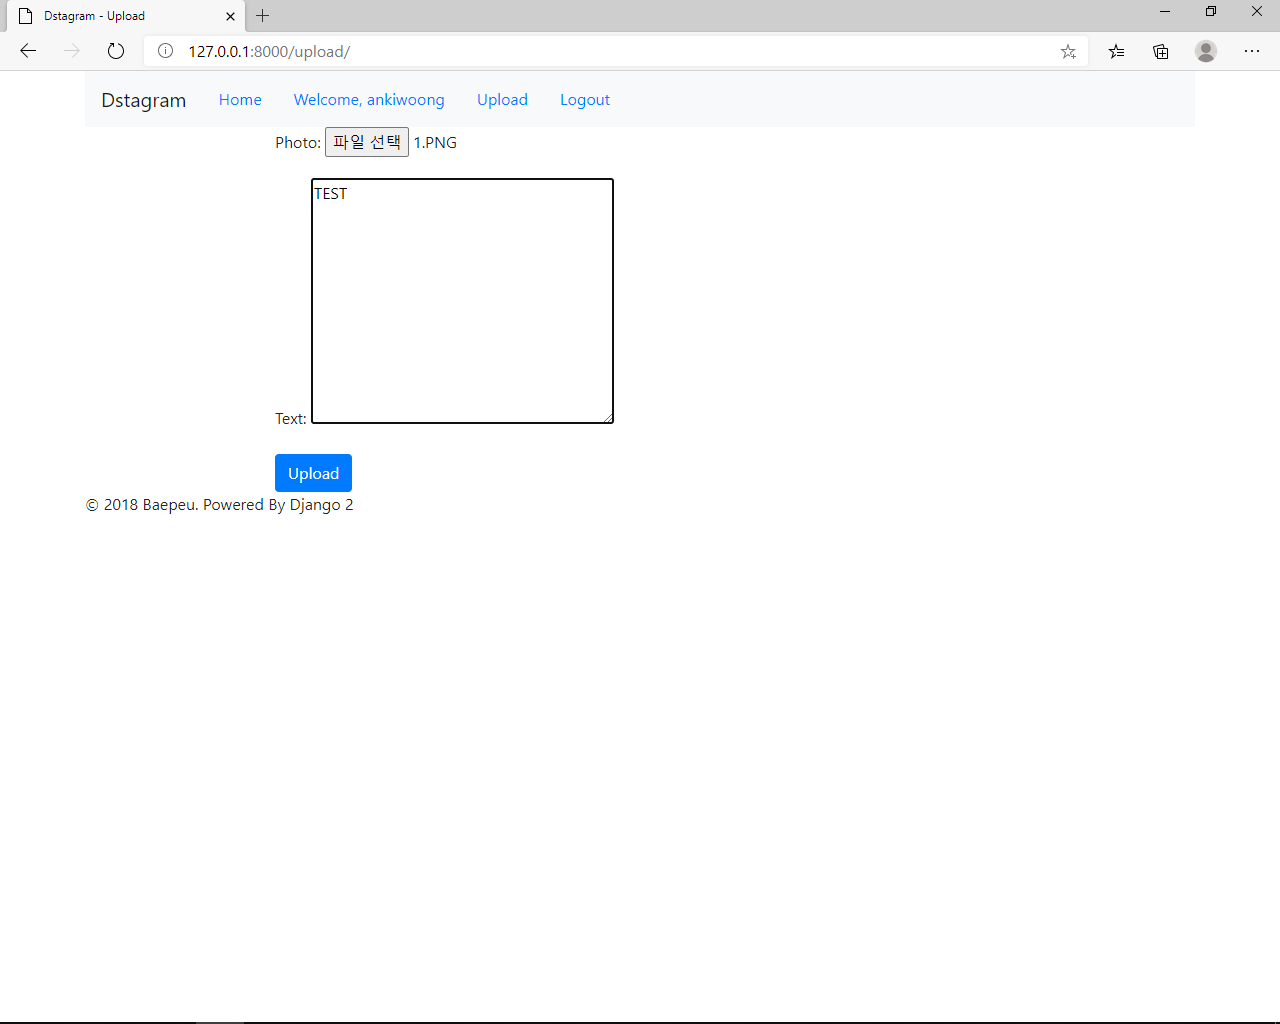 Dstagram - Upload
127.0.0.1:8000/upload/
Dstagram Home Welcome, ankiwoong Upload Logout
Photo: 파일 선택 1.PNG
TEST
Text:
Upload
© 2018 Baepeu. Powered By Django 2